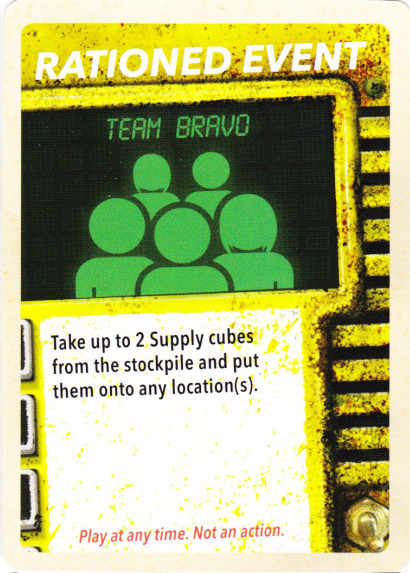 RATIONED EVENT
TEAM BRAVO
Take up to 2 Supply cubes
from the stockpile and put
them onto any location(s).
Play at any time. Not an action.